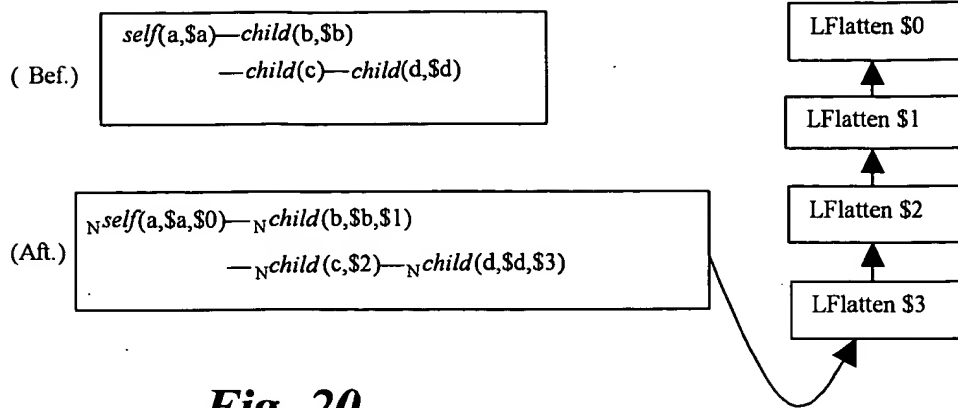 ( Bef.)
self(a,$a)—child(b,$b)
—child(c)—child(d,$d)
(Aft.)
Nself(a,$a,$0)—Nchild(b,$b,$1)
—Nchild(c,$2)—Nchild(d,$d,$3)
LFlatten $0
LFlatten $1
LFlatten $2
LFlatten $3
Fig. 20